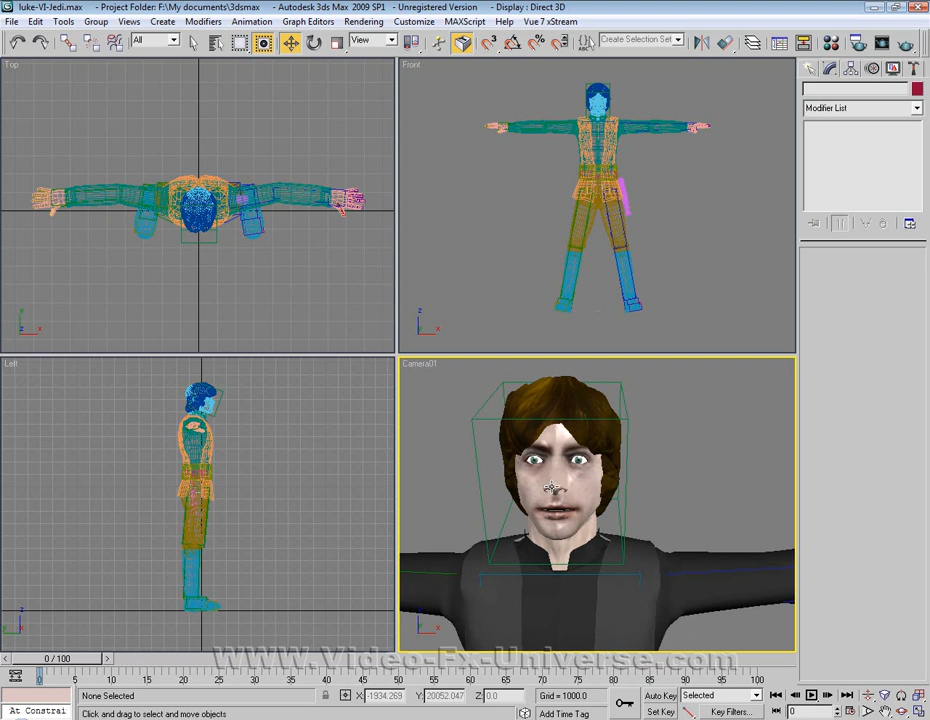 luke-VI-Jedi.max - Project Folder: F:\My documents\3dsmax - Autodesk 3ds Max 2009 SP1 - Unregistered Version - Display : Direct 3D
File Edit Tools Group Views Create Modifiers Animation Graph Editors Rendering Customize MAXScript Help Vue 7 xStream
All View Create Selection Set
Top Front
Modifier List
Left Camera01
0 / 100
www.Video-Fx-Universe.com
0 5 10 15 20 25 30 35 40 45 50 55 60 65 70 75 80 85 90 95 100
None Selected X: -1934.269 Y: 20052.047 Z: 0.0 Grid = 1000.0 Auto Key Selected
At Constrai Click and drag to select and move objects Add Time Tag Set Key Key Filters... 0